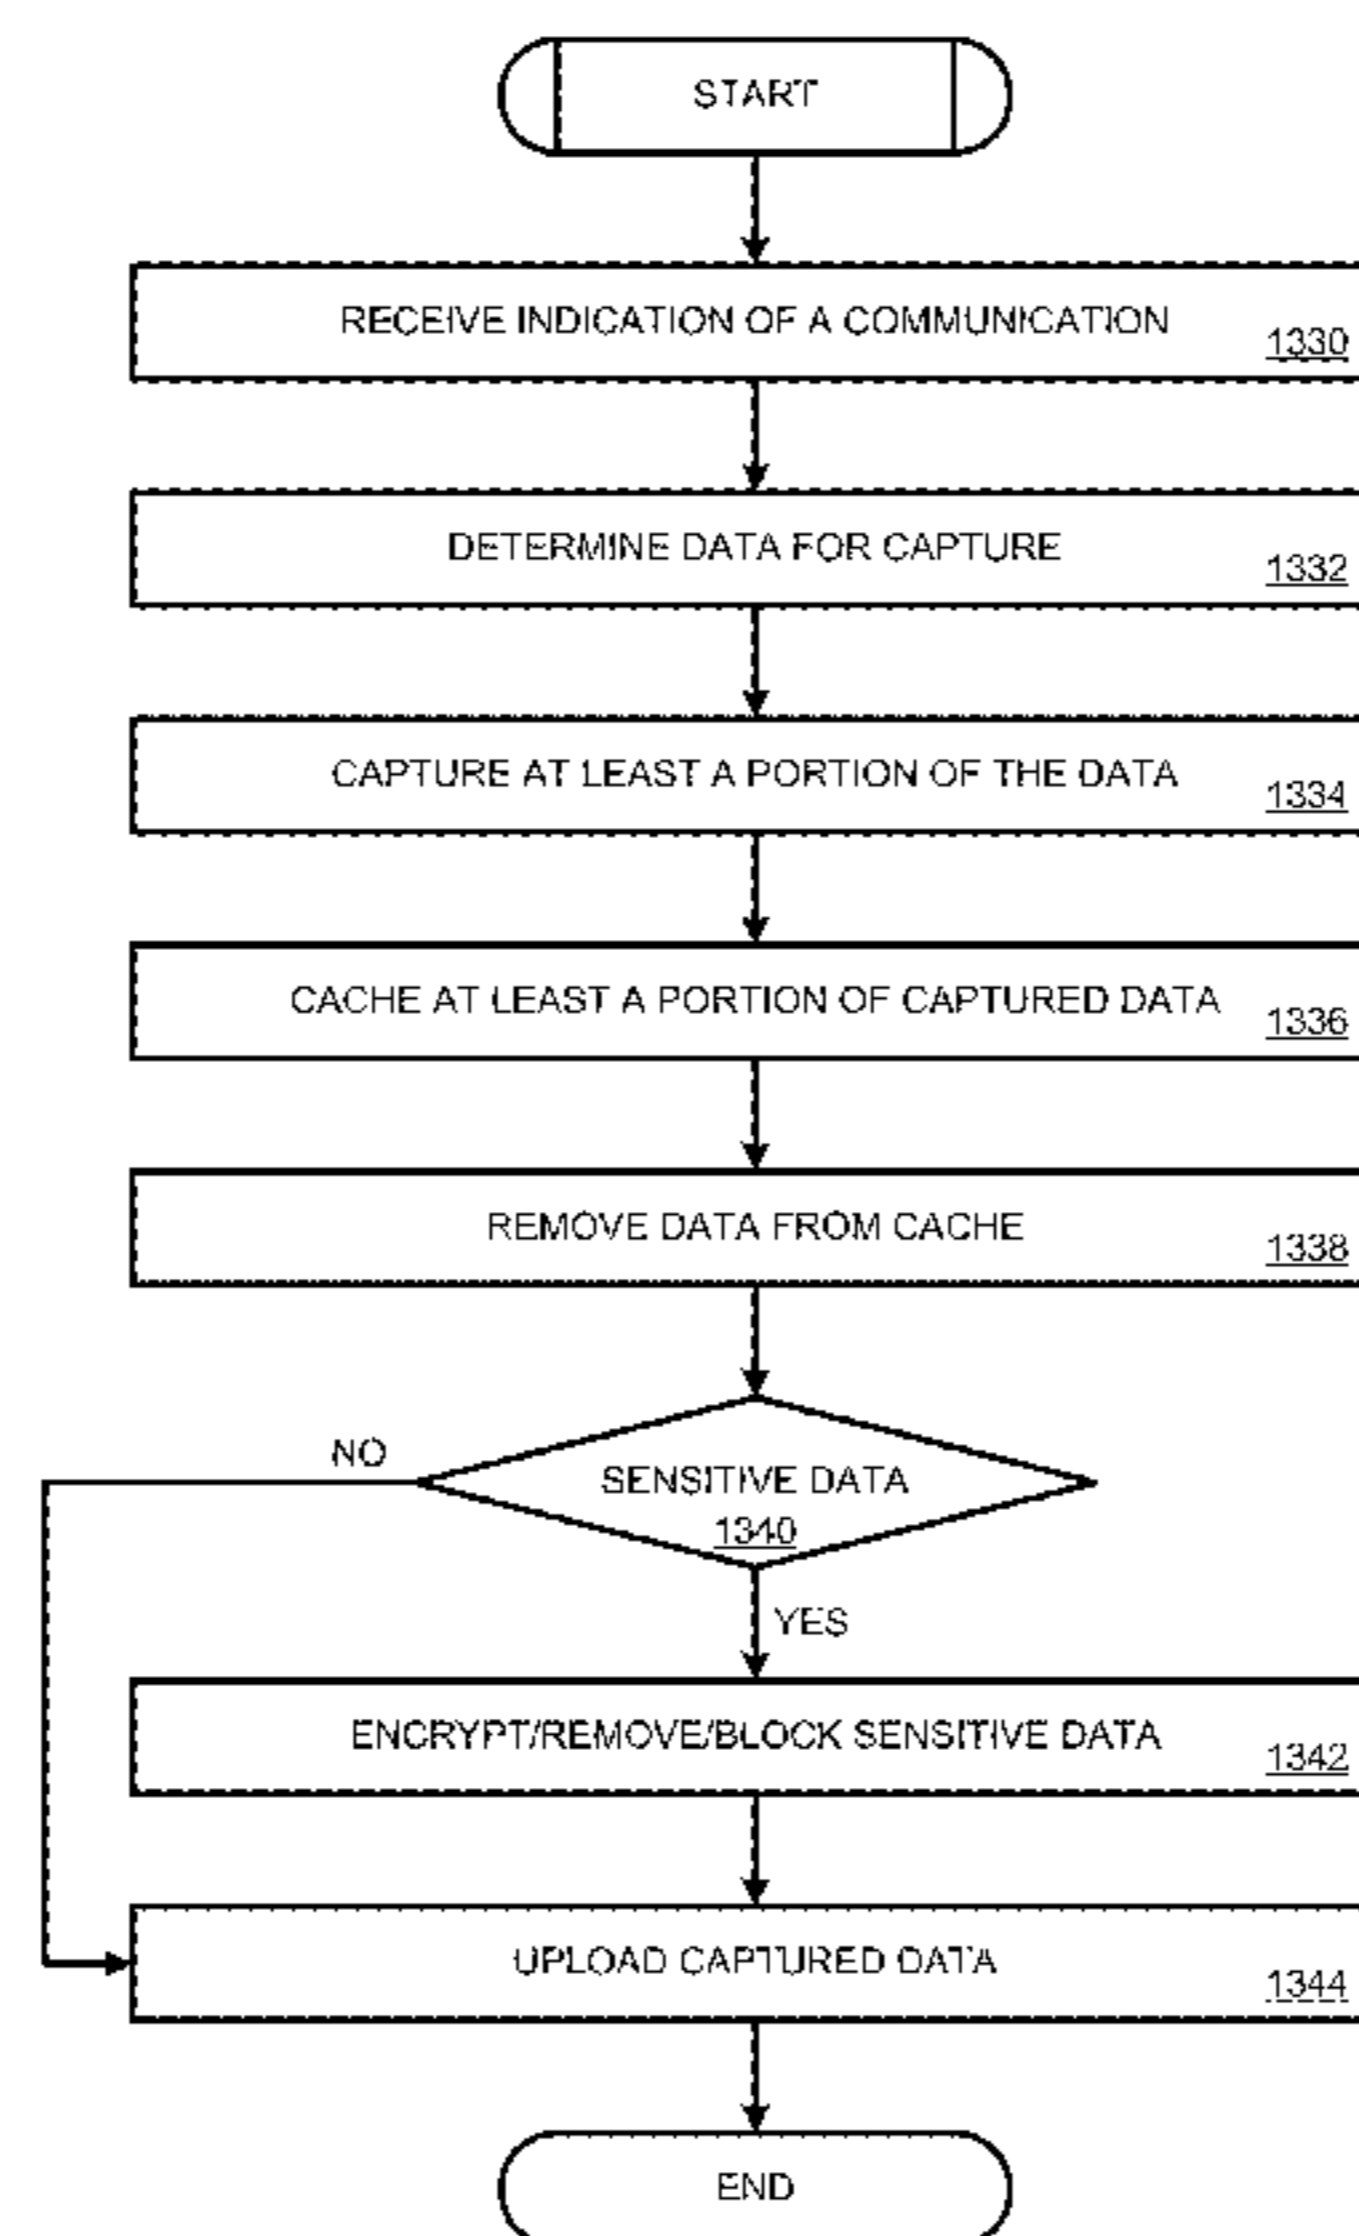 START
RECEIVE INDICATION OF A COMMUNICATION
1330
DETERMINE DATA FOR CAPTURE
1332
CAPTURE AT LEAST A PORTION OF THE DATA
1334
CACHE AT LEAST A PORTION OF CAPTURED DATA
1336
REMOVE DATA FROM CACHE
1338
NO
SENSITIVE DATA
1340
YES
ENCRYPT/REMOVE/BLOCK SENSITIVE DATA
1342
UPLOAD CAPTURED DATA
1344
END